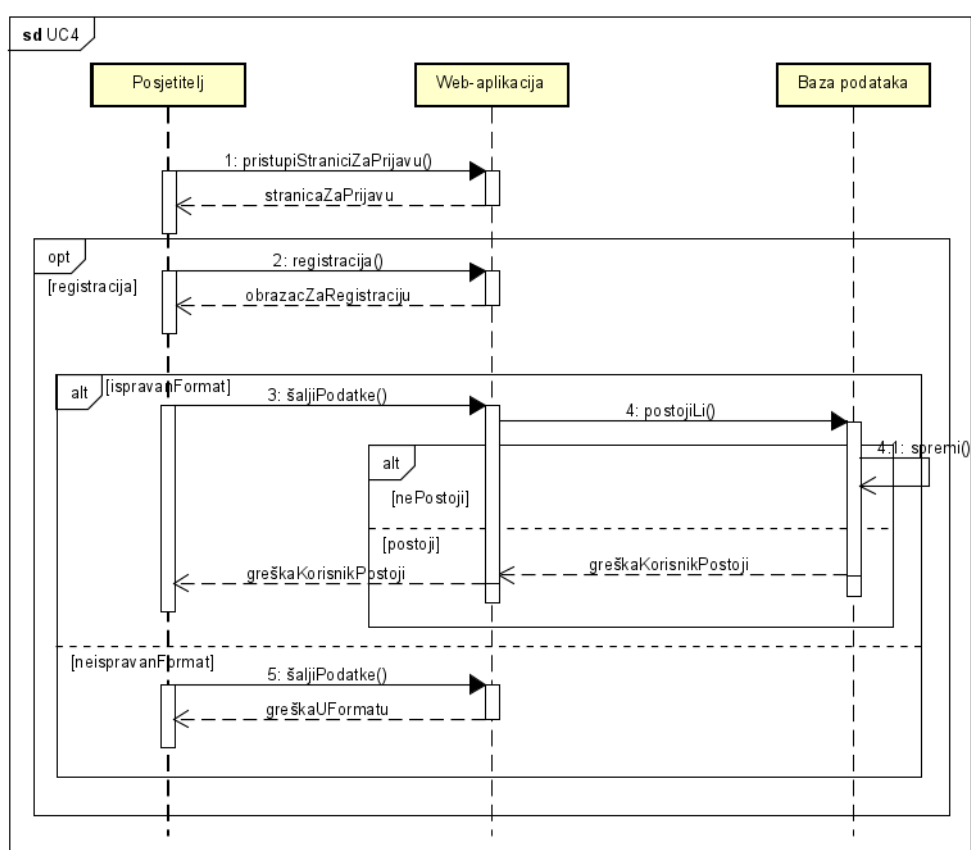 sd UC4
Posjetitelj
Web-aplikacija
Baza podataka
1: pristupiStraniciZaPrijavu()
stranicaZaPrijavu
opt
[registracija]
2: registracija()
obrazacZaRegistraciju
alt
[ispravanFormat]
3: šaljiPodatke()
4: postojiLi()
4.1: spremi()
alt
[nePostoji]
[postoji]
greškaKorisnikPostoji
greškaKorisnikPostoji
[neispravanFormat]
5: šaljiPodatke()
greškaUFormatu